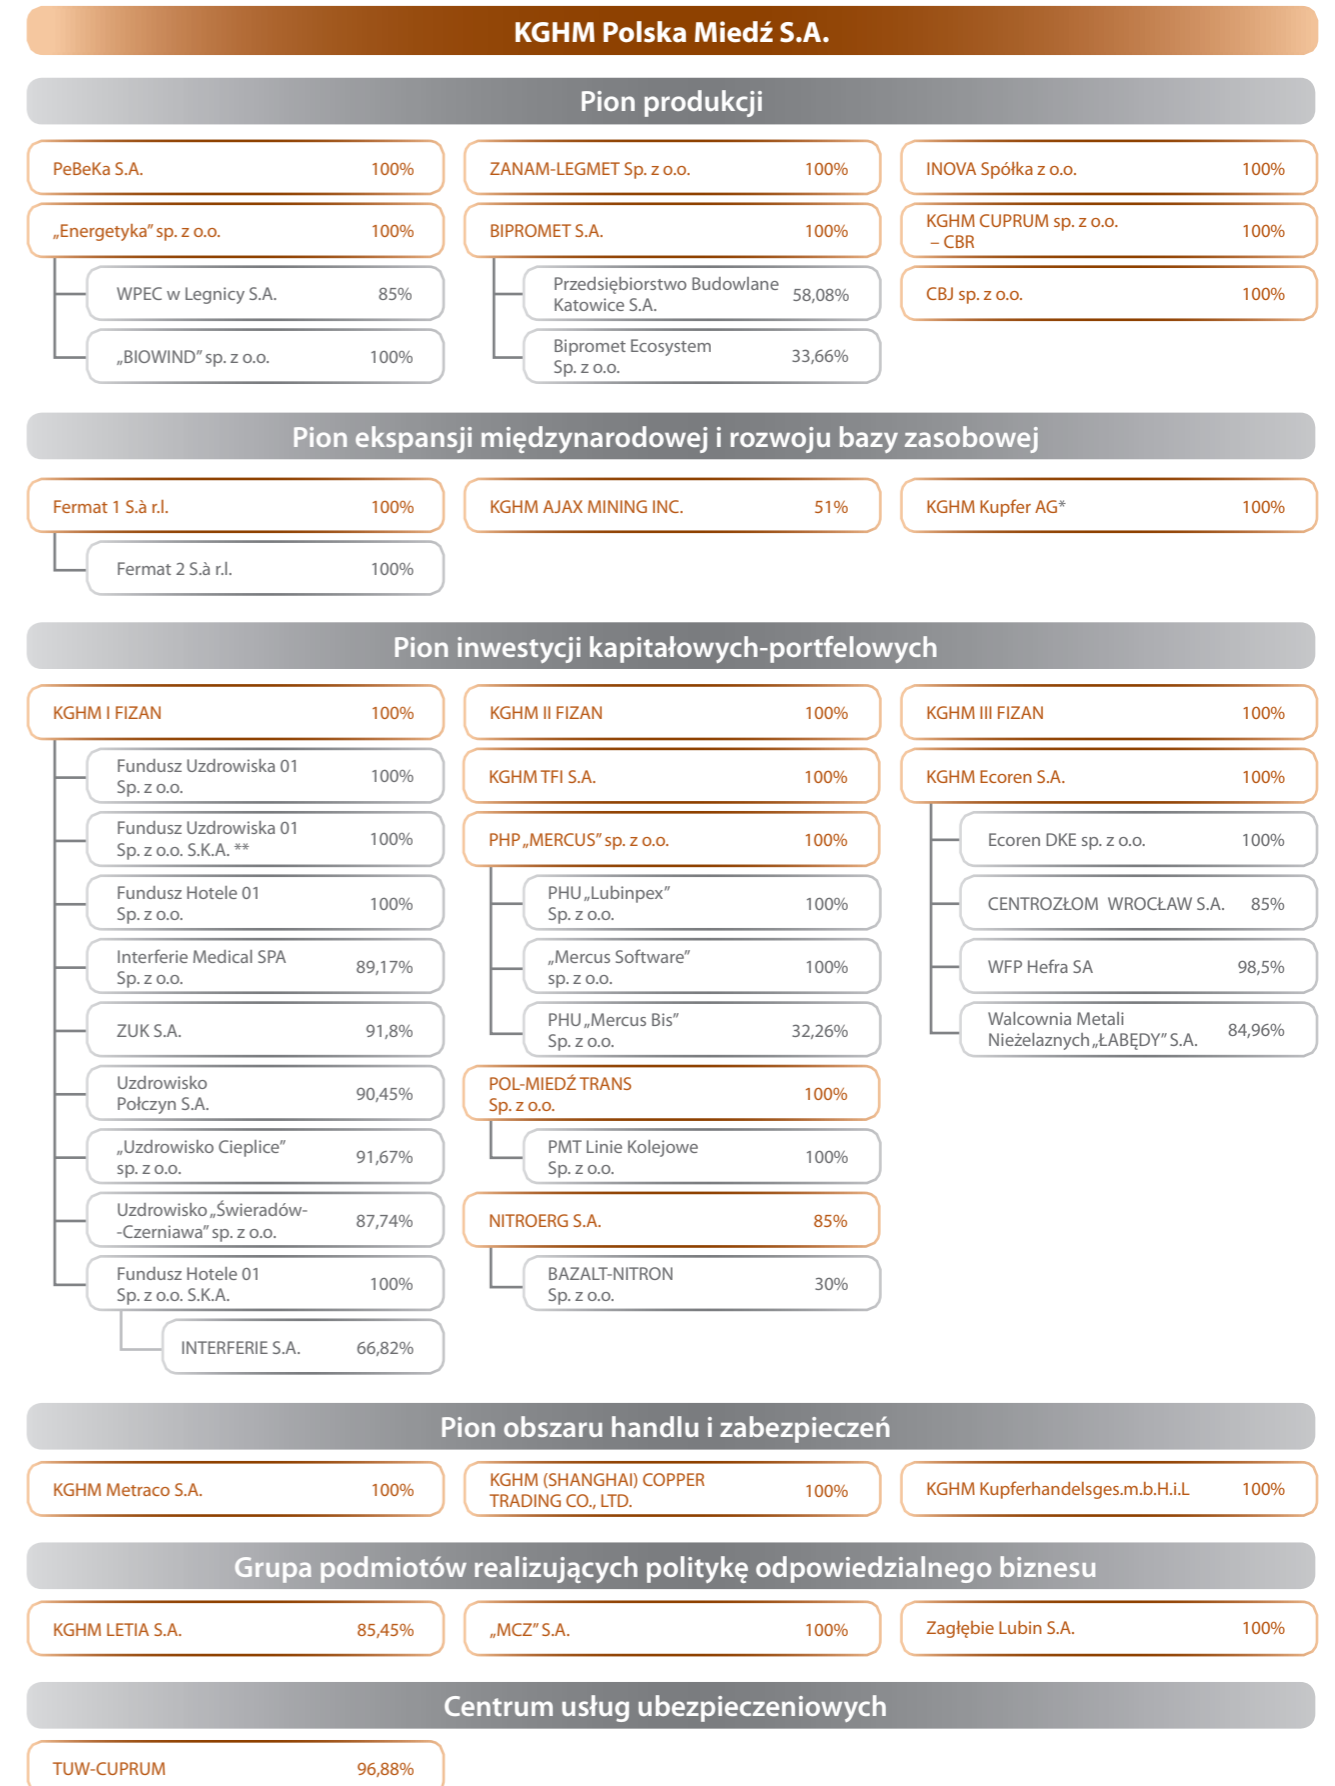 KGHM Polska Miedź S.A.
Pion produkcji
PeBeKa S.A. 100%
ZANAM-LEGMET Sp. z o.o. 100%
INOVA Spółka z o.o. 100%
„Energetyka” sp. z o.o. 100%
BIPROMET S.A. 100%
KGHM CUPRUM sp. z o.o.
– CBR 100%
WPEC w Legnicy S.A. 85%
Przedsiębiorstwo Budowlane
Katowice S.A. 58,08%
CBJ sp. z o.o. 100%
„BIOWIND” sp. z o.o. 100%
Bipromet Ecosystem
Sp. z o.o. 33,66%
Pion ekspansji międzynarodowej i rozwoju bazy zasobowej
Fermat 1 S.à r.l. 100%
KGHM AJAX MINING INC. 51%
KGHM Kupfer AG* 100%
Fermat 2 S.à r.l. 100%
Pion inwestycji kapitałowych-portfelowych
KGHM I FIZAN 100%
Fundusz Uzdrowiska 01
Sp. z o.o. 100%
Fundusz Uzdrowiska 01
Sp. z o.o. S.K.A. ** 100%
Fundusz Hotele 01
Sp. z o.o. 100%
Interferie Medical SPA
Sp. z o.o. 89,17%
ZUK S.A. 91,8%
Uzdrowisko
Połczyn S.A. 90,45%
„Uzdrowisko Cieplice”
sp. z o.o. 91,67%
Uzdrowisko „Świeradów-
-Czerniawa” sp. z o.o. 87,74%
Fundusz Hotele 01
Sp. z o.o. S.K.A. 100%
INTERFERIE S.A. 66,82%
KGHM II FIZAN 100%
KGHM TFI S.A. 100%
PHP „MERCUS” sp. z o.o. 100%
PHU „Lubinpex”
Sp. z o.o. 100%
„Mercus Software”
sp. z o.o. 100%
PHU „Mercus Bis”
Sp. z o.o. 32,26%
POL-MIEDŹ TRANS
Sp. z o.o. 100%
PMT Linie Kolejowe
Sp. z o.o. 100%
NITROERG S.A. 85%
BAZALT-NITRON
Sp. z o.o. 30%
KGHM III FIZAN 100%
KGHM Ecoren S.A. 100%
Ecoren DKE sp. z o.o. 100%
CENTROZŁOM WROCŁAW S.A. 85%
WFP Hefra SA 98,5%
Walcownia Metali
Nieżelaznych „ŁABĘDY” S.A. 84,96%
Pion obszaru handlu i zabezpieczeń
KGHM Metraco S.A. 100%
KGHM (SHANGHAI) COPPER
TRADING CO., LTD. 100%
KGHM Kupferhandelsges.m.b.H.i.L 100%
Grupa podmiotów realizujących politykę odpowiedzialnego biznesu
KGHM LETIA S.A. 85,45%
„MCZ” S.A. 100%
Zagłębie Lubin S.A. 100%
Centrum usług ubezpieczeniowych
TUW-CUPRUM 96,88%